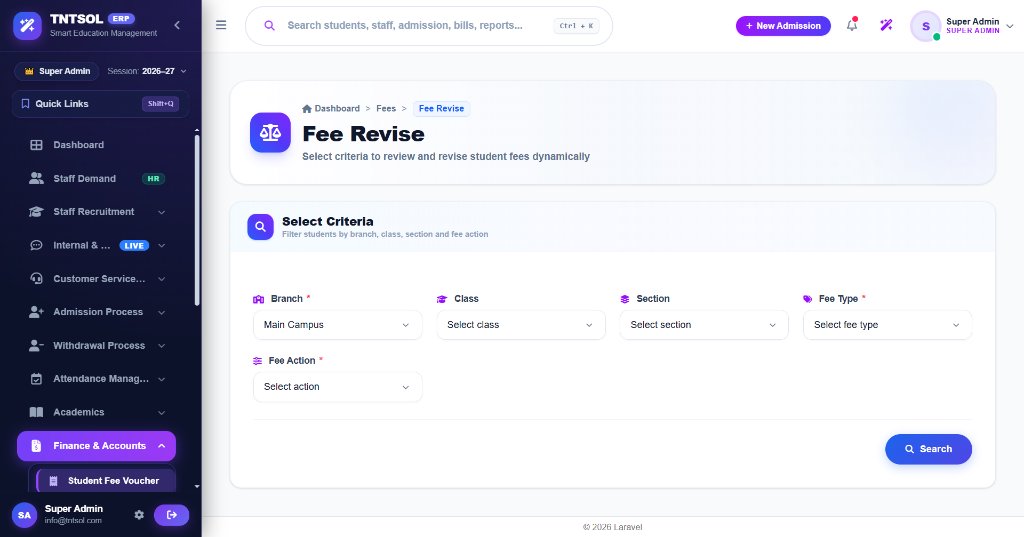 TNTSOL ERP
Smart Education Management
Super Admin
Session: 2026–27
Quick Links
Shift+Q
Dashboard
Staff Demand
HR
Staff Recruitment
Internal & ...
LIVE
Customer Service...
Admission Process
Withdrawal Process
Attendance Manag...
Academics
Finance & Accounts
Student Fee Voucher
SA
Super Admin
info@tntsol.com
Search students, staff, admission, bills, reports...
Ctrl + K
+ New Admission
S
Super Admin
SUPER ADMIN
Dashboard > Fees > Fee Revise
Fee Revise
Select criteria to review and revise student fees dynamically
Select Criteria
Filter students by branch, class, section and fee action
Branch *
Main Campus
Class
Select class
Section
Select section
Fee Type *
Select fee type
Fee Action *
Select action
Search
© 2026 Laravel